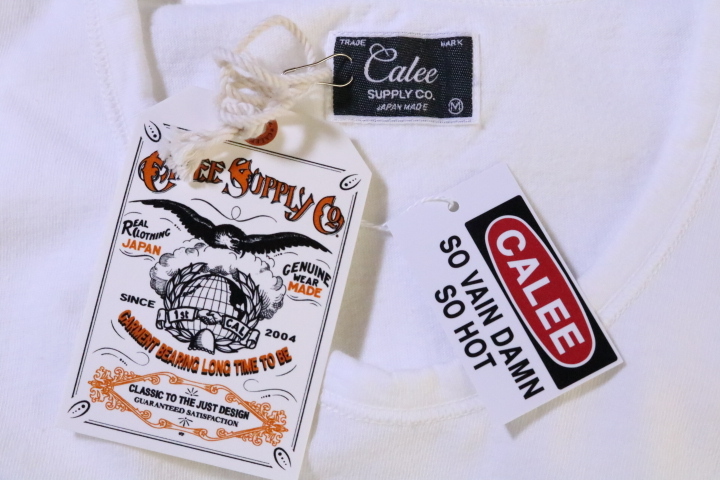 TRADE MARK
Calee
SUPPLY CO.
JAPAN MADE M
SUPPLY CO.
REAL CLOTHING
JAPAN
GENUINE
WEAR
MADE
SINCE 2004
1st CAL
GARMENT BEARING LONG TIME TO BE
CLASSIC TO THE JUST DESIGN
GUARANTEED SATISFACTION
CALEE
SO VAIN DAMN
SO HOT